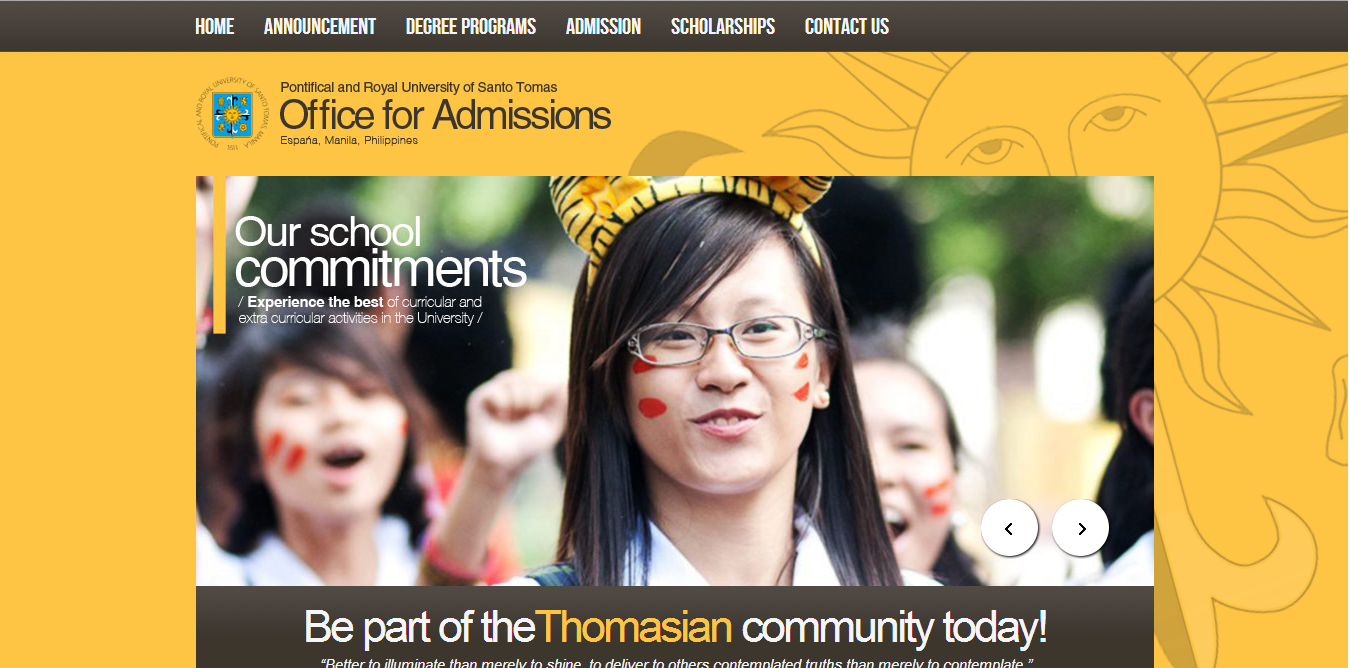 HOME ANNOUNCEMENT DEGREE PROGRAMS ADMISSION SCHOLARSHIPS CONTACT US
PONTIFICAL AND ROYAL UNIVERSITY OF SANTO TOMAS, MANILA
1611
Pontifical and Royal University of Santo Tomas
Office for Admissions
España, Manila, Philippines
Our school
commitments
/ Experience the best of curricular and
extra curricular activities in the University /
Be part of theThomasian community today!
“Better to illuminate than merely to shine, to deliver to others contemplated truths than merely to contemplate.”